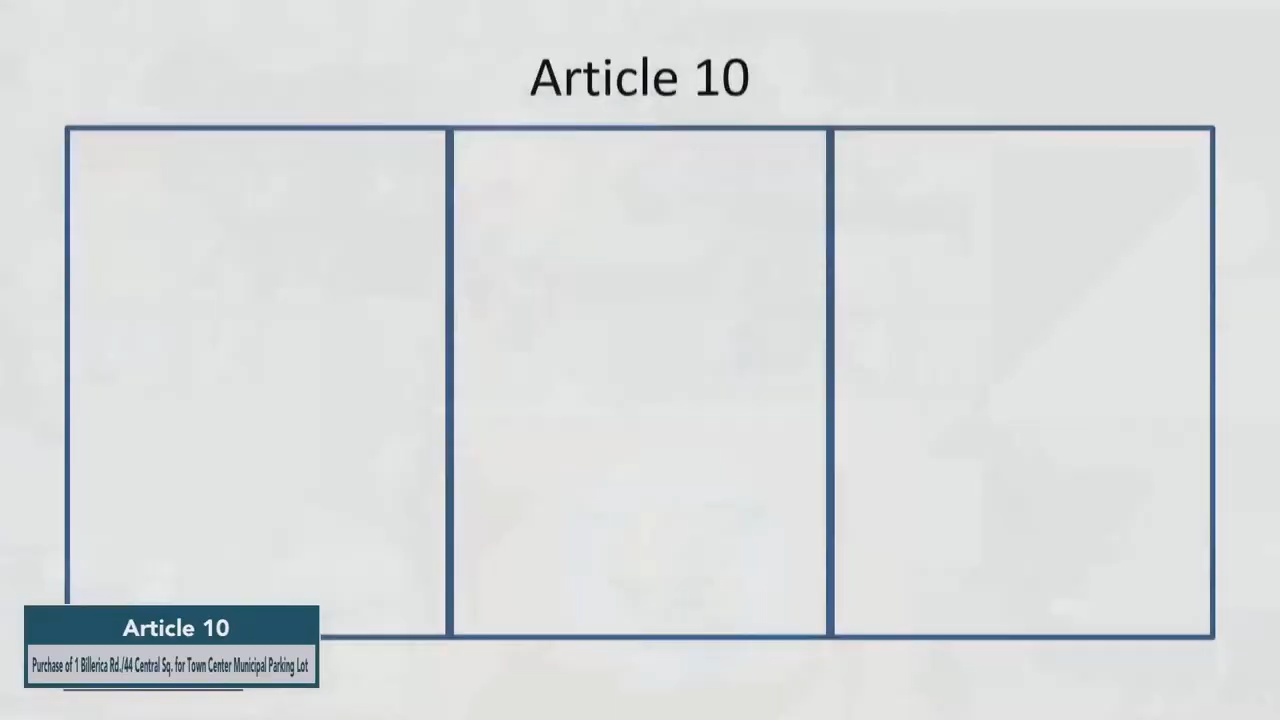 Article 10
Article 10
Purchase of 1 Billerica Rd./44 Central Sq. for Town Center Municipal Parking Lot